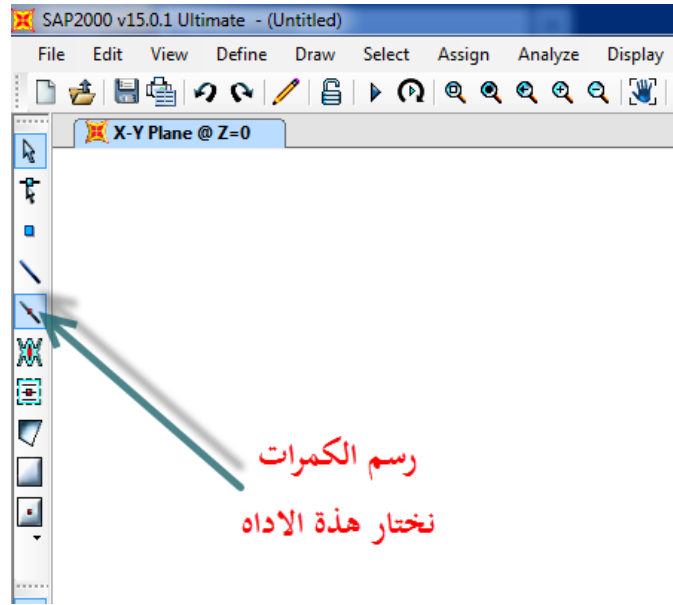 SAP2000 v15.0.1 Ultimate - (Untitled)
File Edit View Define Draw Select Assign Analyze Display
X-Y Plane @ Z=0
رسم الكمرات
نختار هذة الاداه